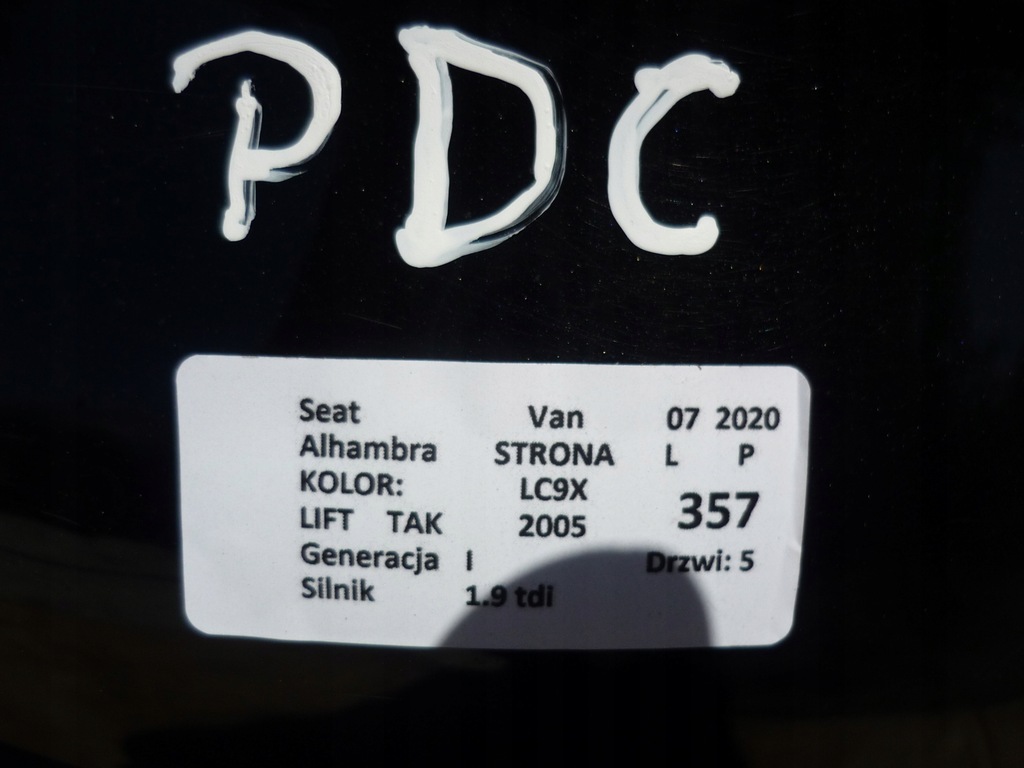 PDC
Seat Van 07 2020
Alhambra STRONA L P
KOLOR: LC9X
LIFT TAK 2005 357
Generacja I Drzwi: 5
Silnik 1.9 tdi